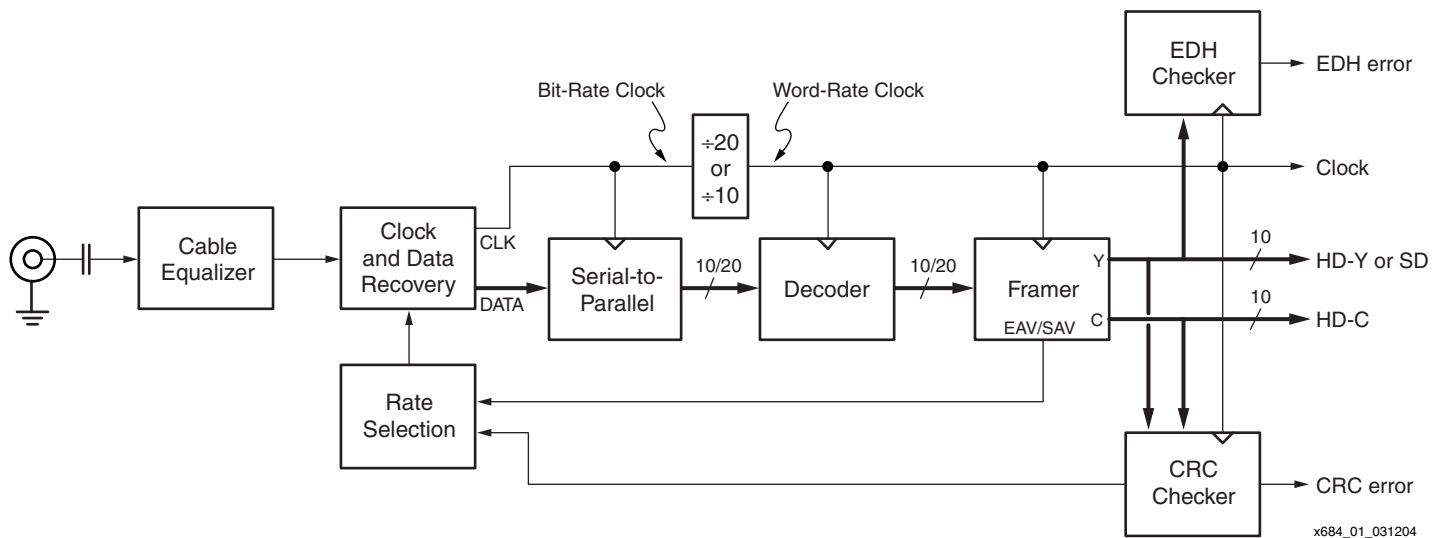 EDH
Checker
EDH error
Bit-Rate Clock
Word-Rate Clock
÷20
or
÷10
Clock
Cable
Equalizer
Clock
and Data
Recovery
CLK
DATA
Serial-to-
Parallel
10/20
Decoder
10/20
Framer
Y
C
EAV/SAV
10
HD-Y or SD
10
HD-C
Rate
Selection
CRC
Checker
CRC error
x684_01_031204